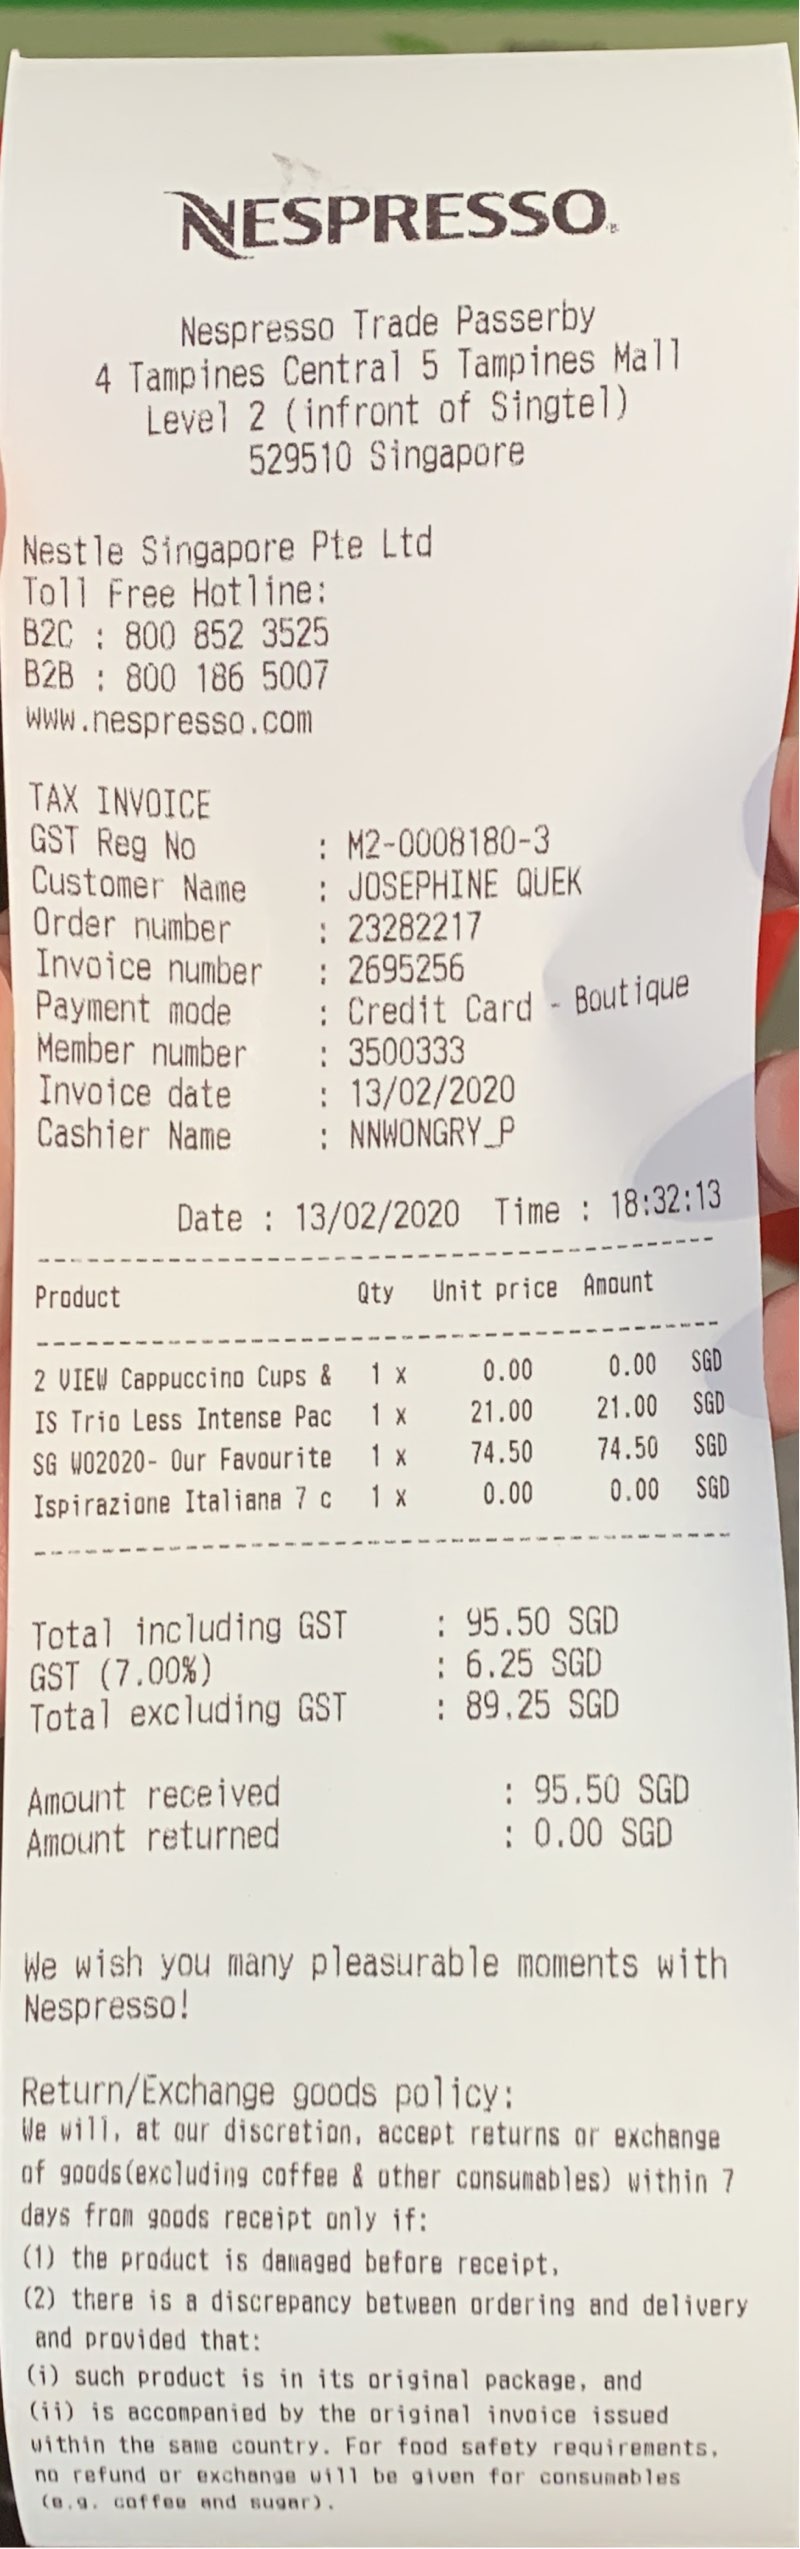 NESPRESSO
Nespresso Trade Passerby
4 Tampines Central 5 Tampines Mall
Level 2 (infront of Singtel)
529510 Singapore
Nestle Singapore Pte Ltd
Toll Free Hotline:
B2C : 800 852 3525
B2B : 800 186 5007
www.nespresso.com
TAX INVOICE
GST Reg No : M2-0008180-3
Customer Name : JOSEPHINE QUEK
Order number : 23282217
Invoice number : 2695256
Payment mode : Credit Card - Boutique
Member number : 3500333
Invoice date : 13/02/2020
Cashier Name : NNWONGRY_P
Date : 13/02/2020 Time : 18:32:13
Product Qty Unit price Amount
2 VIEW Cappuccino Cups & 1 x 0.00 0.00 SGD
IS Trio Less Intense Pac 1 x 21.00 21.00 SGD
SG WO2020- Our Favourite 1 x 74.50 74.50 SGD
Ispirazione Italiana 7 c 1 x 0.00 0.00 SGD
Total including GST : 95.50 SGD
GST (7.00%) : 6.25 SGD
Total excluding GST : 89.25 SGD
Amount received : 95.50 SGD
Amount returned : 0.00 SGD
We wish you many pleasurable moments with
Nespresso!
Return/Exchange goods policy:
We will, at our discretion, accept returns or exchange
of goods(excluding coffee & other consumables) within 7
days from goods receipt only if:
(1) the product is damaged before receipt,
(2) there is a discrepancy between ordering and delivery
and provided that:
(i) such product is in its original package, and
(ii) is accompanied by the original invoice issued
within the same country. For food safety requirements,
no refund or exchange will be given for consumables
(e.g. coffee and sugar).